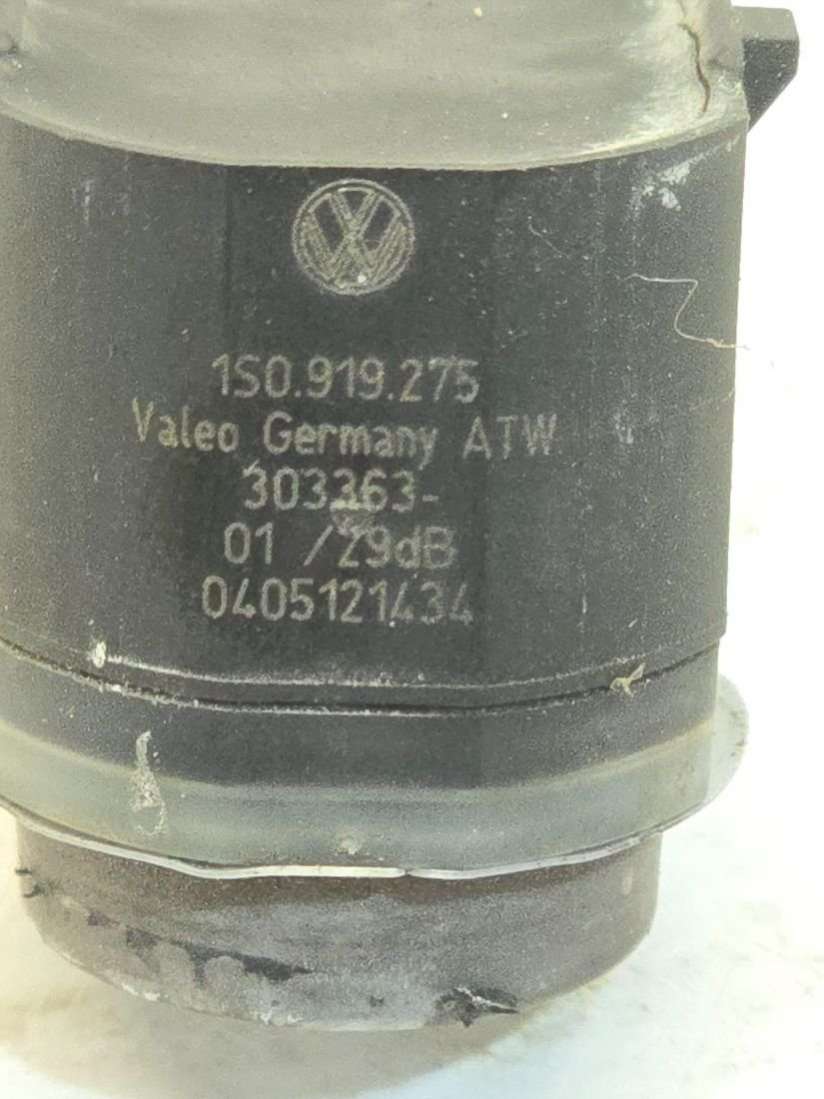 1S0.919.275
Valeo Germany ATW
303363-
01 /29dB
0405121434